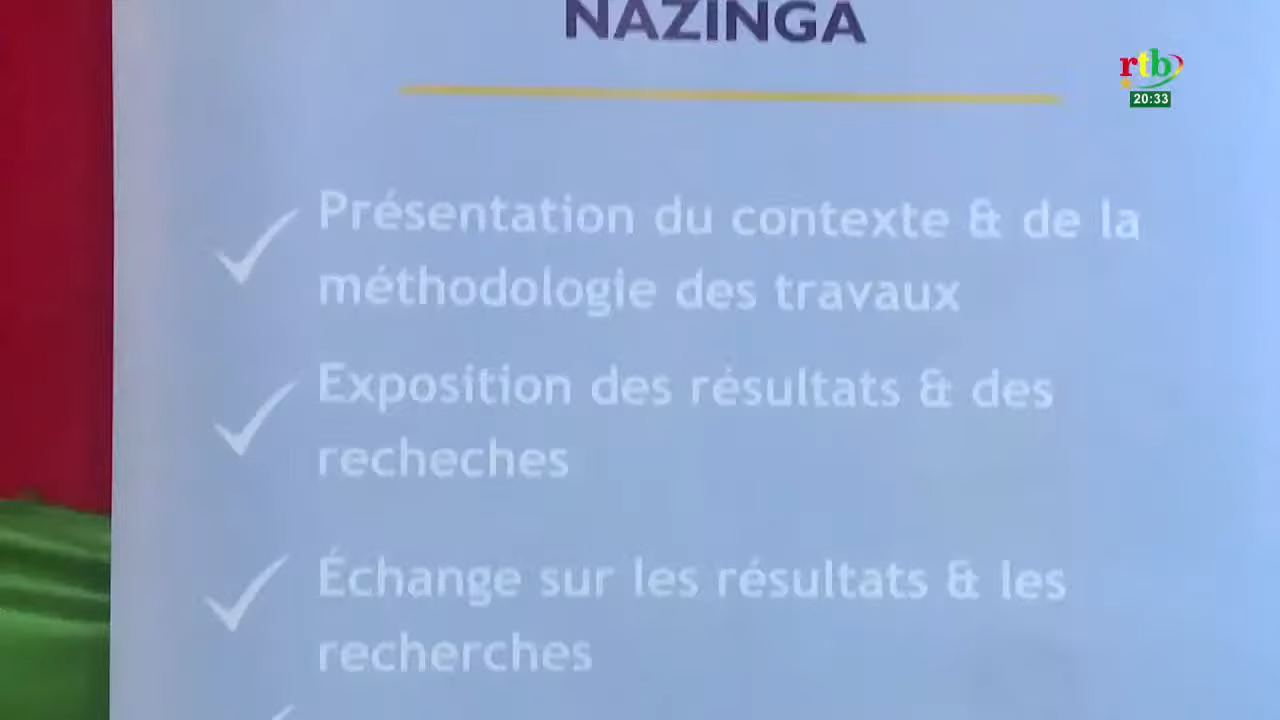 NAZINGA
rtb
20:33
Présentation du contexte & de la
méthodologie des travaux
Exposition des résultats & des
recheches
Échange sur les résultats & les
recherches